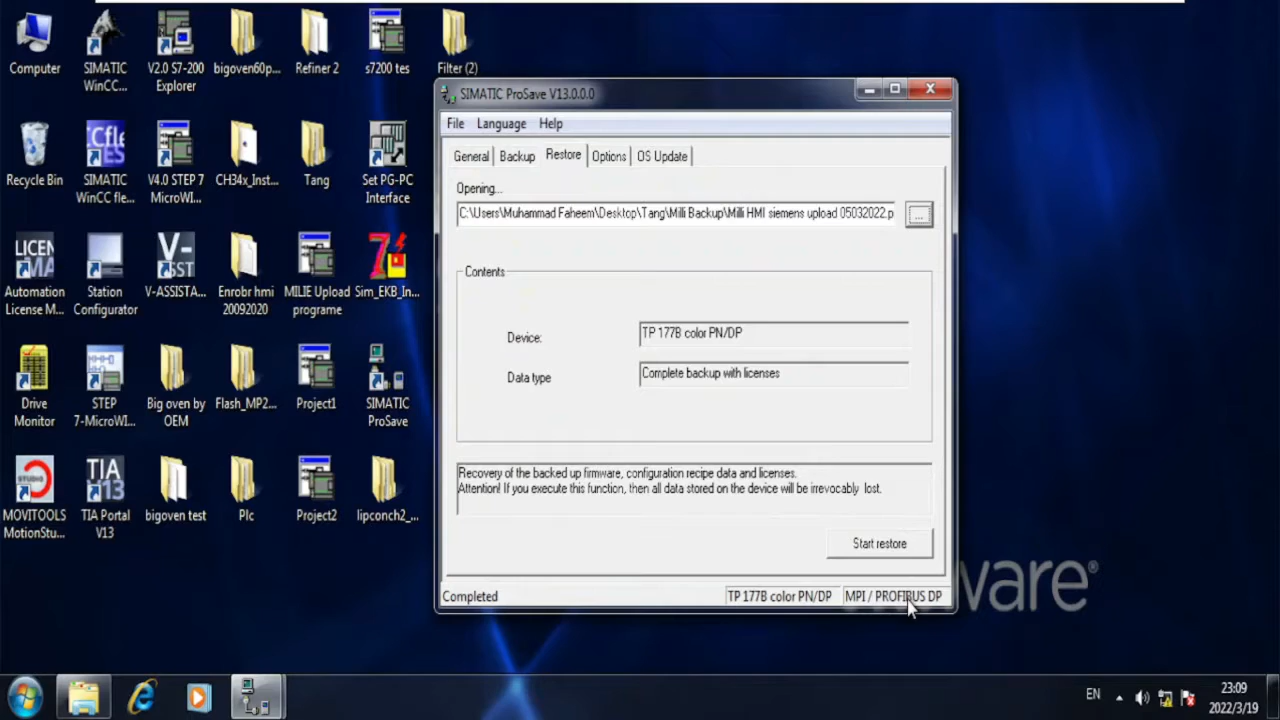 Computer
SIMATIC
WinCC...
V2.0 S7-200
Explorer
bigoven60p...
Refiner 2
s7200 tes
Filter (2)
Recycle Bin
SIMATIC
WinCC fle...
V4.0 STEP 7
MicroWI...
CH34x_Inst...
Tang
Set PG-PC
Interface
Automation
License M...
Station
Configurator
V-ASSISTA...
Enrobr hmi
20092020
MILIE Upload
programe
Sim_EKB_In...
Drive
Monitor
STEP
7-MicroWI...
Big oven by
OEM
Flash_MP2...
Project1
SIMATIC
ProSave
MOVITOOLS
MotionStu...
TIA Portal
V13
bigoven test
Plc
Project2
lipconch2_...
SIMATIC ProSave V13.0.0.0
File Language Help
General Backup Restore Options OS Update
Opening...
C:\Users\Muhammad Faheem\Desktop\Tang\Milli Backup\Milli HMI siemens upload 05032022.p
...
Contents
Device: TP 177B color PN/DP
Data type Complete backup with licenses
Recovery of the backed up firmware, configuration recipe data and licenses.
Attention! If you execute this function, then all data stored on the device will be irrevocably lost.
Start restore
Completed TP 177B color PN/DP MPI / PROFIBUS DP
ware®
EN
23:09
2022/3/19